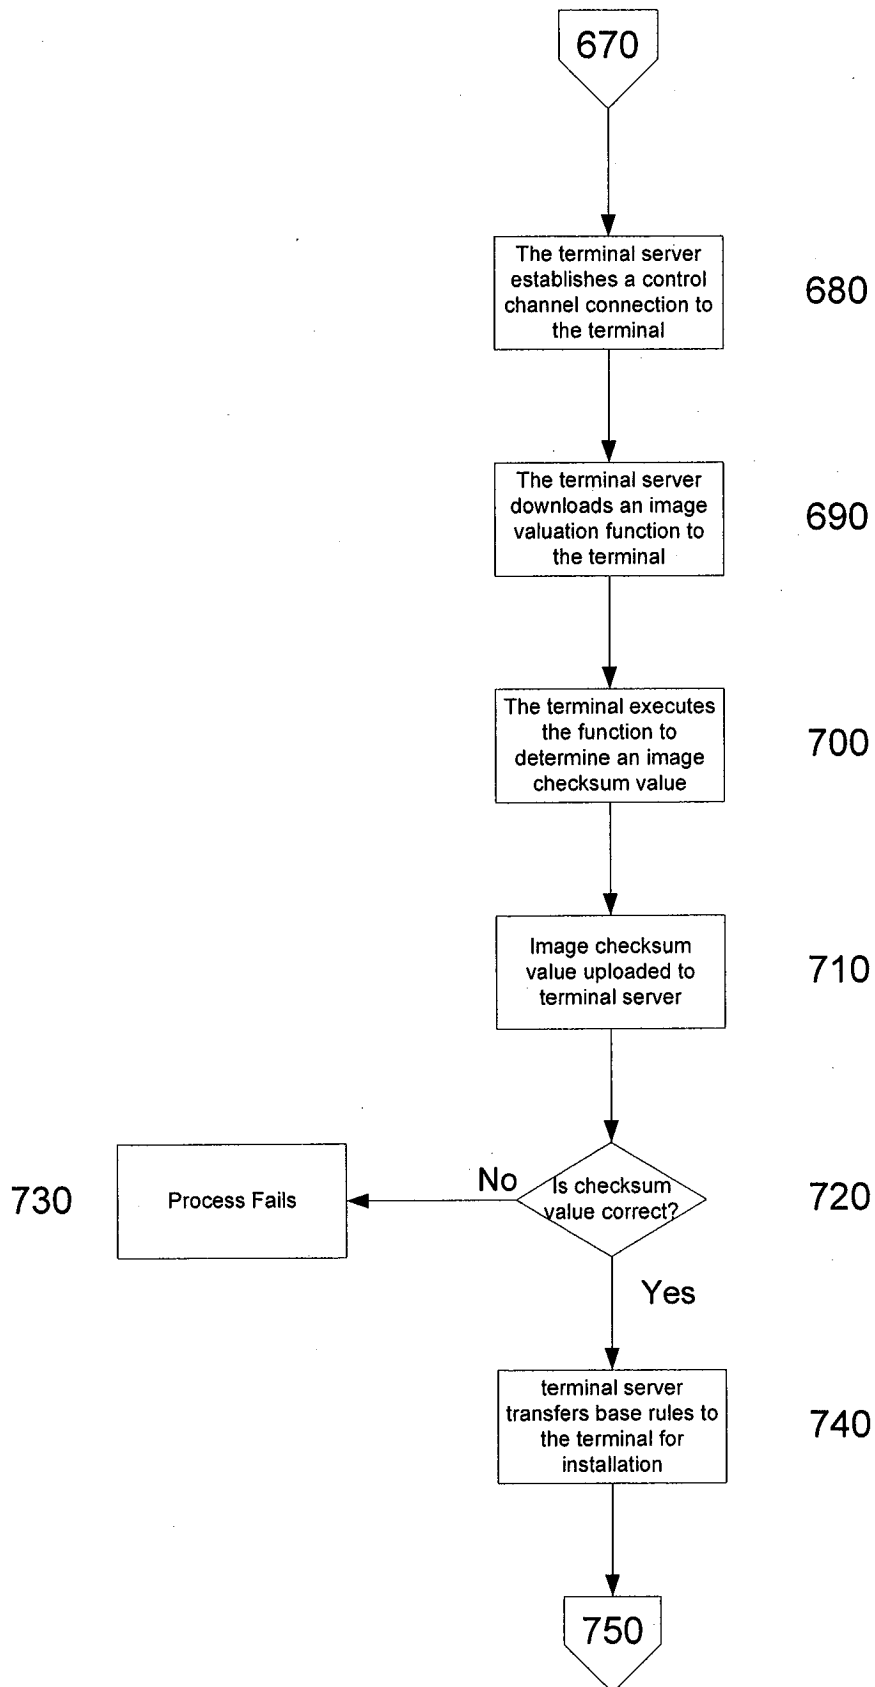 670
The terminal server
establishes a control
channel connection to
the terminal
680
The terminal server
downloads an image
valuation function to
the terminal
690
The terminal executes
the function to
determine an image
checksum value
700
Image checksum
value uploaded to
terminal server
710
730
Process Fails
No
Is checksum
value correct?
720
Yes
terminal server
transfers base rules to
the terminal for
installation
740
750